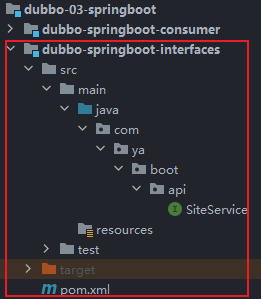 dubbo-03-springboot
dubbo-springboot-consumer
dubbo-springboot-interfaces
src
main
java
com
ya
boot
api
SiteService
resources
test
target
pom.xml